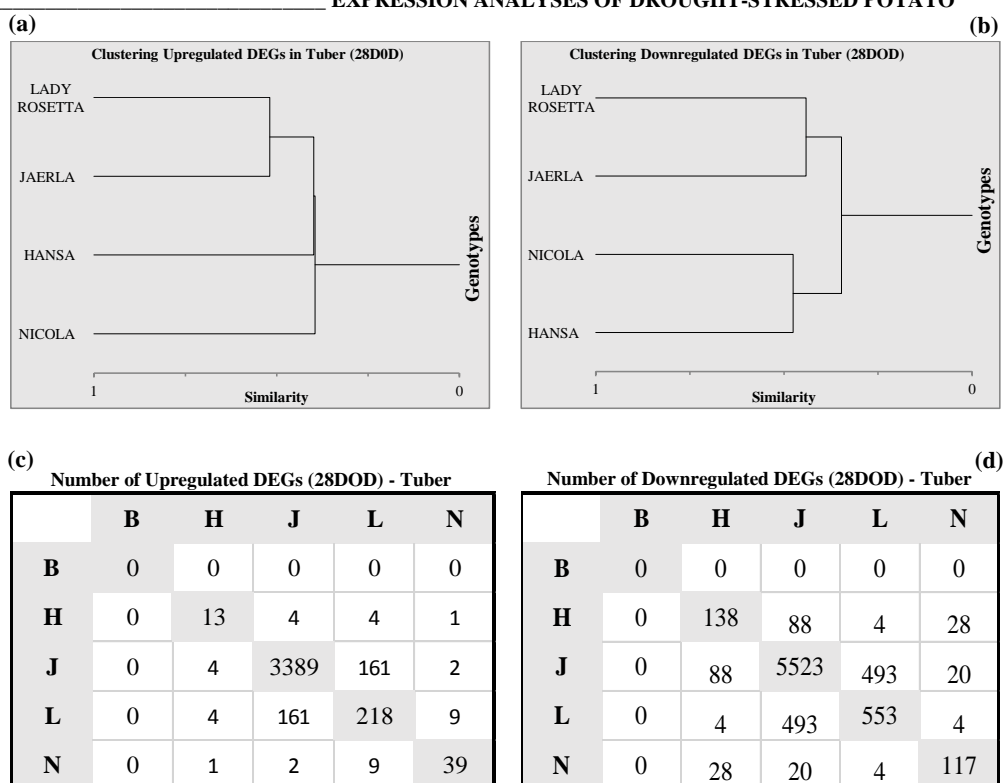 EXPRESSION ANALYSES OF DROUGHT-STRESSED POTATO
(a)
Clustering Upregulated DEGs in Tuber (28D0D)
LADY
ROSETTA
JAERLA
HANSA
NICOLA
Genotypes
1 0
Similarity
(b)
Clustering Downregulated DEGs in Tuber (28DOD)
LADY
ROSETTA
JAERLA
NICOLA
HANSA
Genotypes
1 0
Similarity
(c)
Number of Upregulated DEGs (28DOD) - Tuber
B H J L N
B 0 0 0 0 0
H 0 13 4 4 1
J 0 4 3389 161 2
L 0 4 161 218 9
N 0 1 2 9 39
(d)
Number of Downregulated DEGs (28DOD) - Tuber
B H J L N
B 0 0 0 0 0
H 0 138 88 4 28
J 0 88 5523 493 20
L 0 4 493 553 4
N 0 28 20 4 117